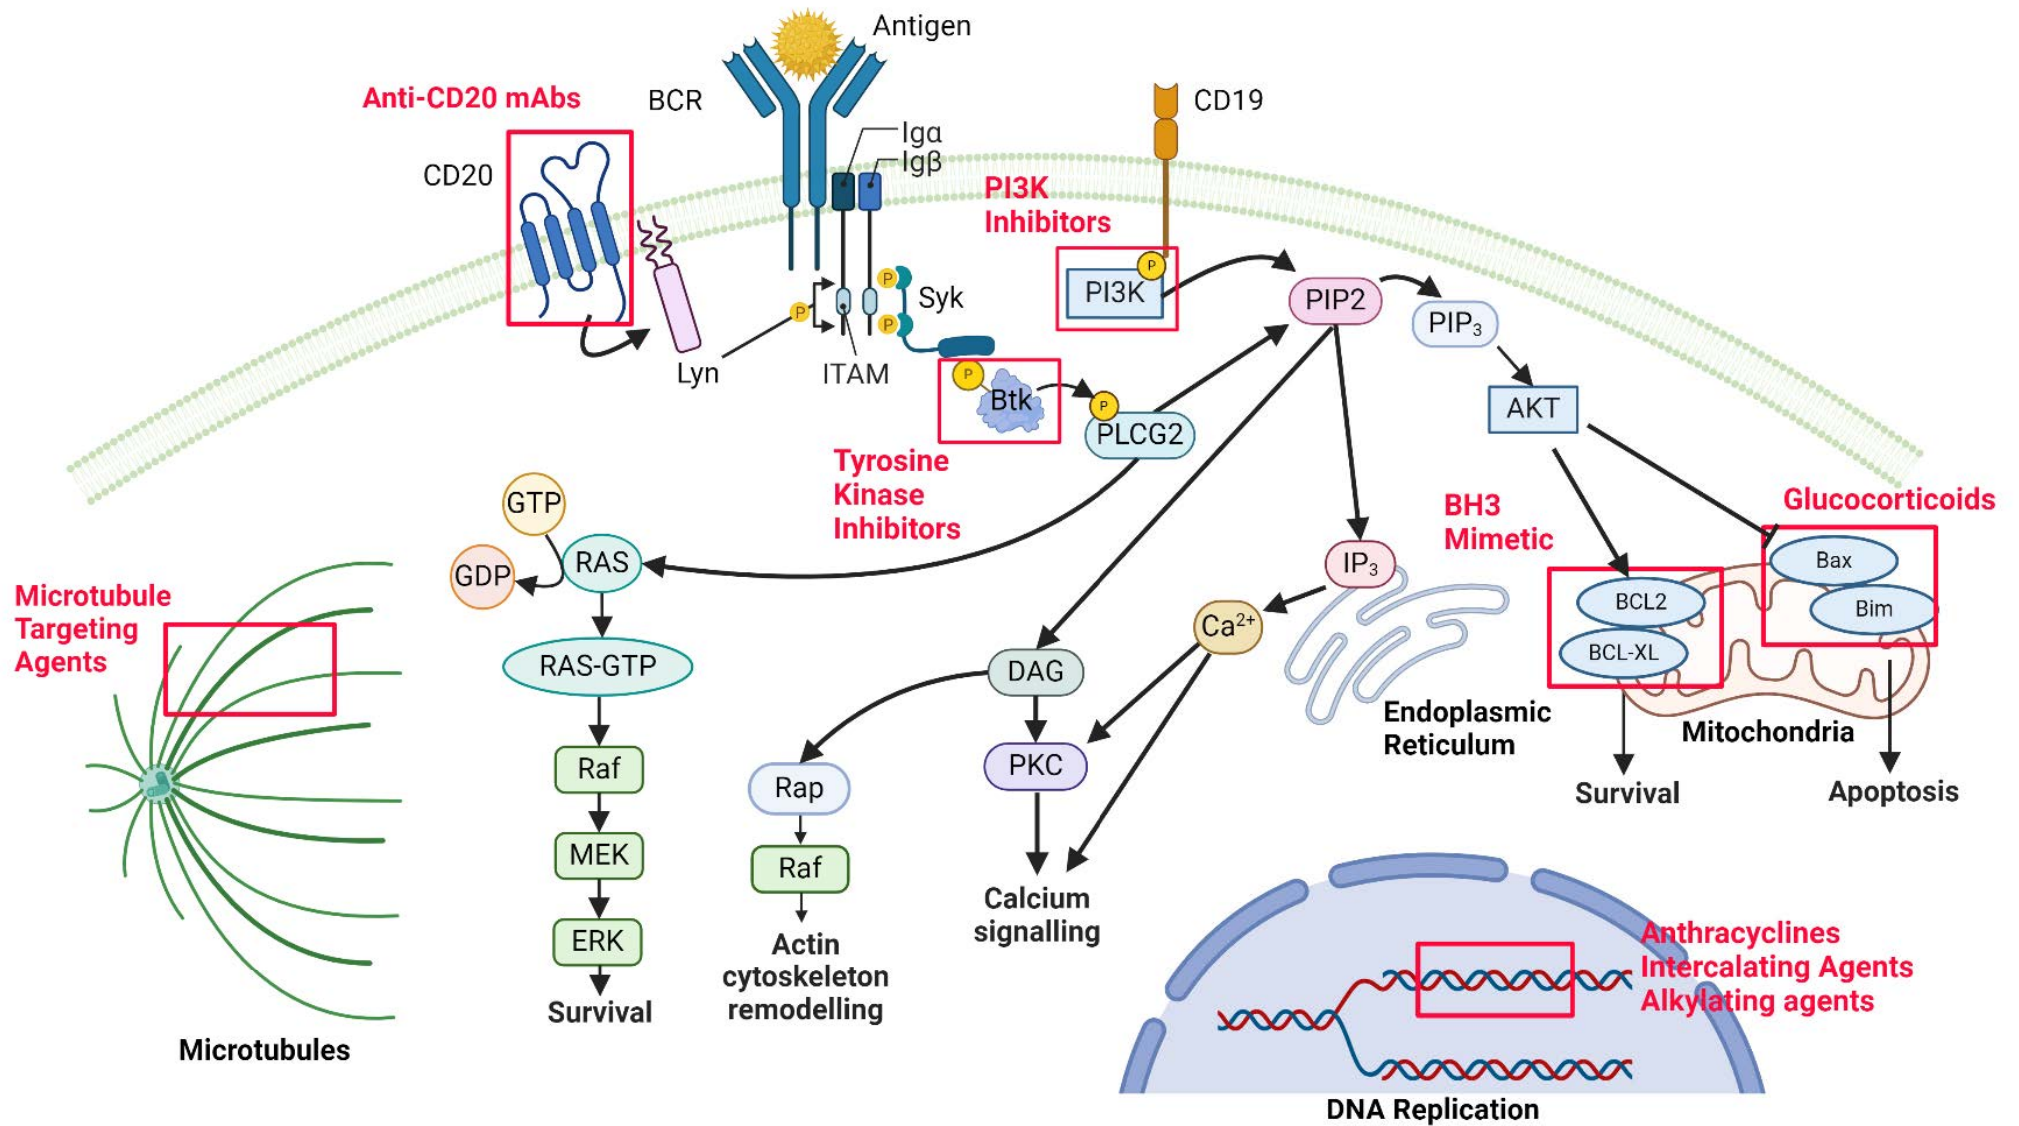 Antigen
Anti-CD20 mAbs
BCR
CD19
Igα
Igβ
CD20
PI3K
Inhibitors
P
PI3K
P
Syk
P
P
PIP2
PIP₃
Lyn
ITAM
P
Btk
P
PLCG2
AKT
Tyrosine
Kinase
Inhibitors
GTP
GDP
RAS
BH3
Mimetic
Glucocorticoids
Bax
Bim
IP₃
BCL2
BCL-XL
Ca²⁺
Microtubule
Targeting
Agents
RAS-GTP
DAG
Endoplasmic
Reticulum
Mitochondria
Raf
Rap
PKC
Survival
Apoptosis
MEK
Raf
Calcium
signalling
ERK
Actin
cytoskeleton
remodelling
Survival
Anthracyclines
Intercalating Agents
Alkylating agents
Microtubules
DNA Replication